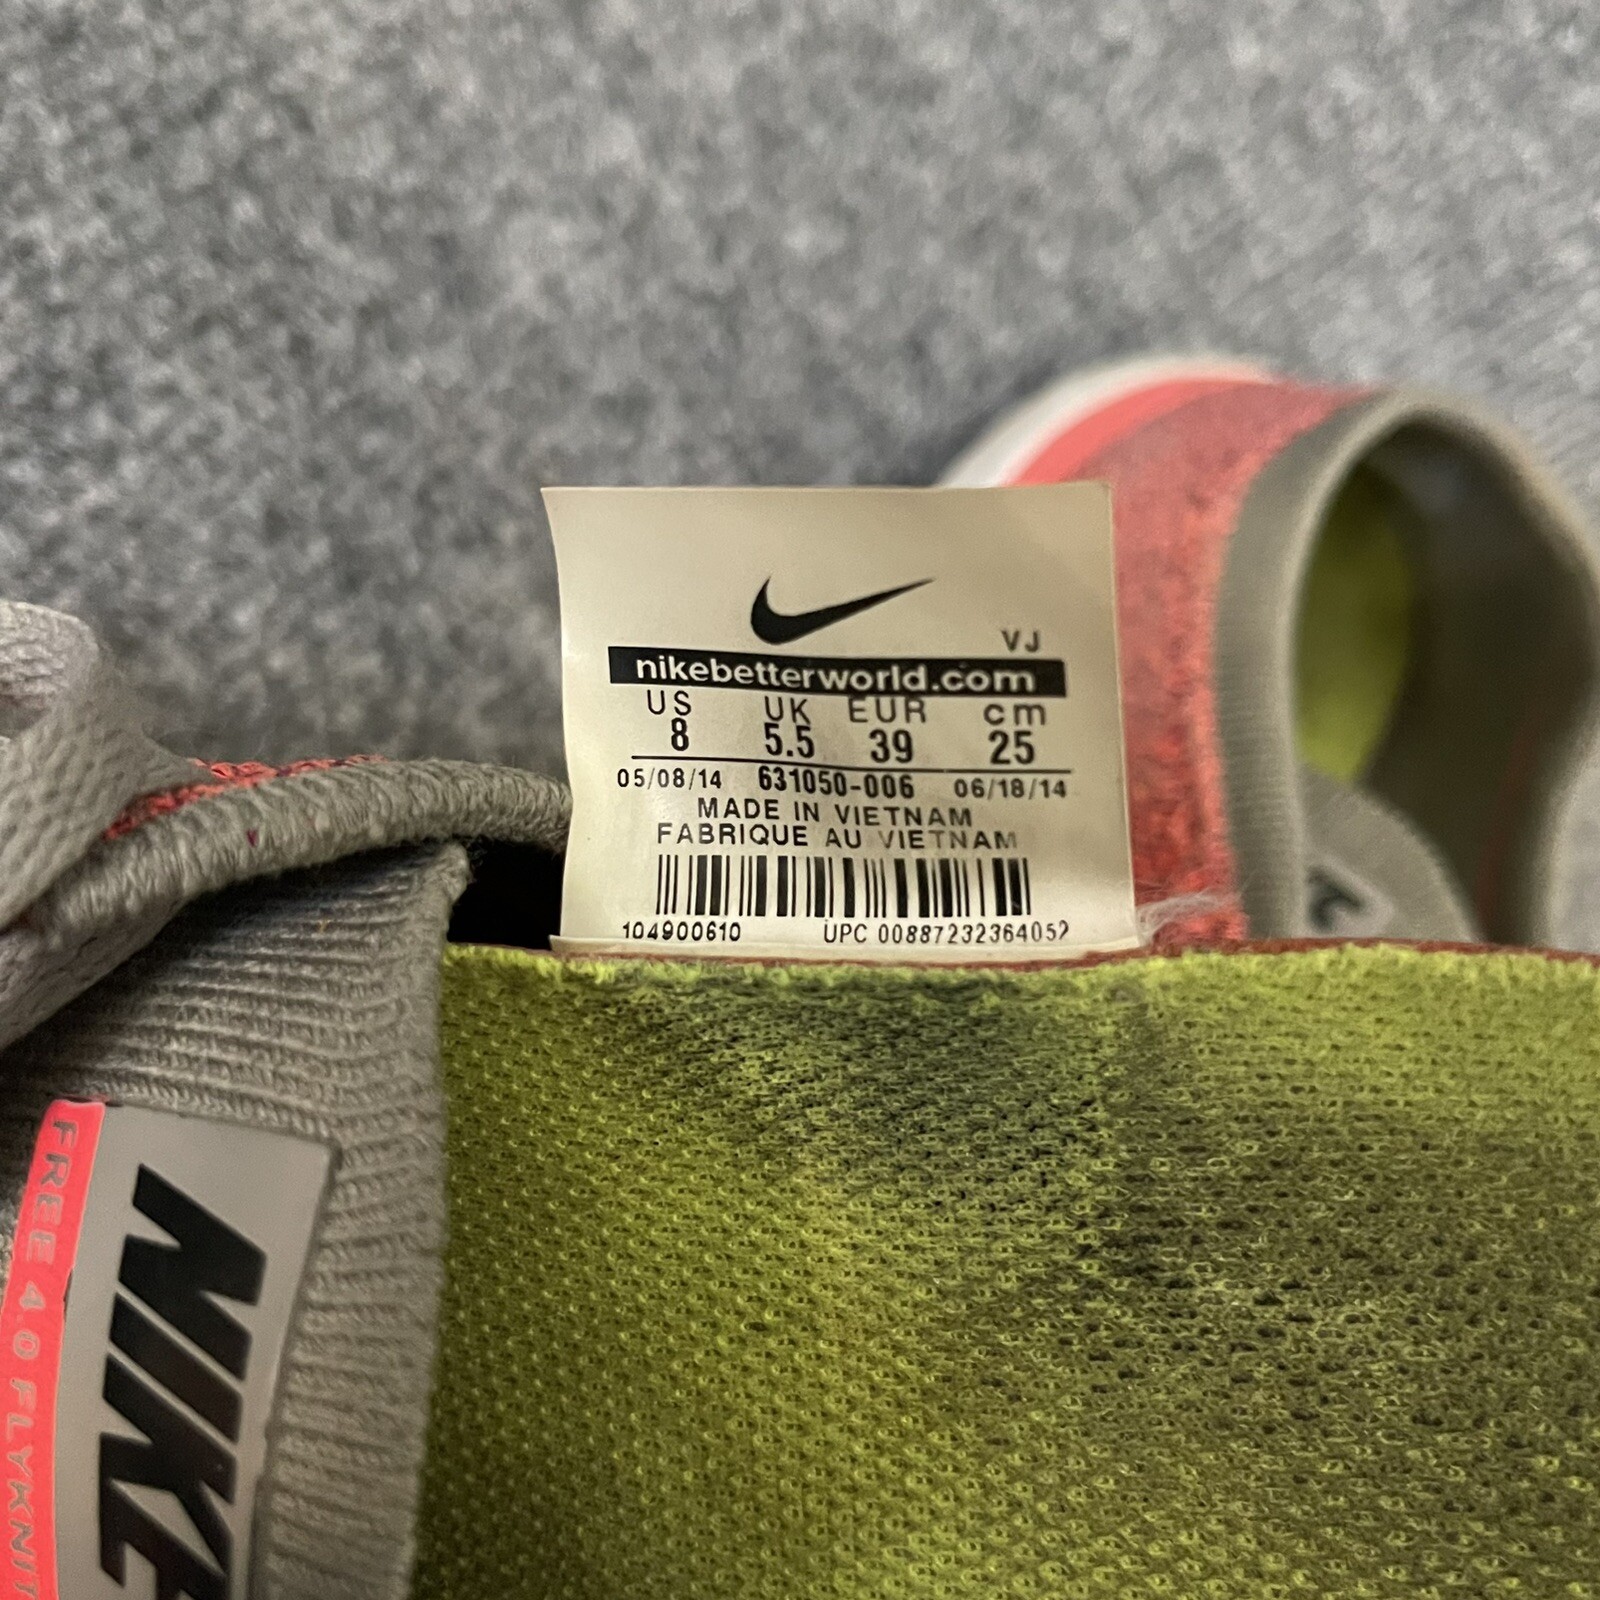 VJ
nikebetterworld.com
US UK EUR cm
8 5.5 39 25
05/08/14 631050-006 06/18/14
MADE IN VIETNAM
FABRIQUE AU VIETNAM
104900610 UPC 00887232364052
FREE 4.0 FLYKNIT
NIKE